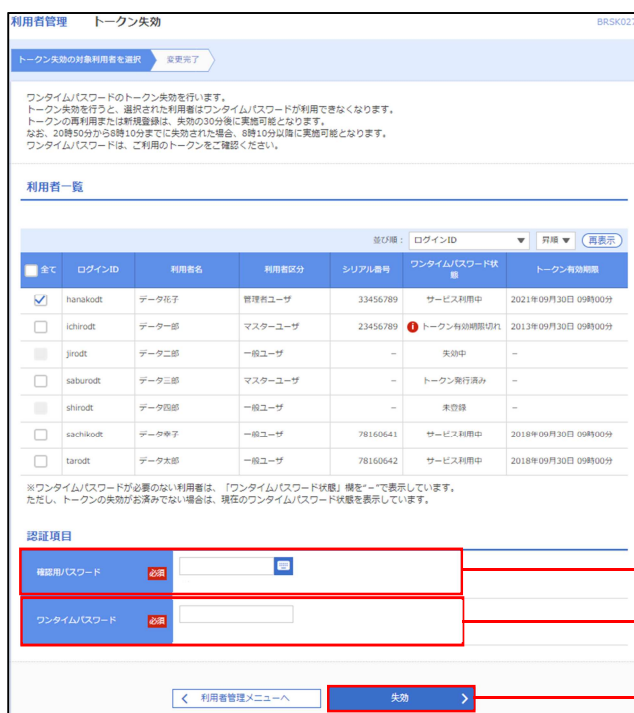 利用者管理 トークン失効 BRSK027
トークン失効の対象利用者を選択 変更完了
ワンタイムパスワードのトークン失効を行います。
トークン失効を行うと、選択された利用者はワンタイムパスワードが利用できなくなります。
トークンの再利用または新規登録は、失効の30分後に実施可能となります。
なお、20時50分から8時10分までに失効された場合、8時10分以降に実施可能となります。
ワンタイムパスワードは、ご利用のトークンをご確認ください。
利用者一覧
並び順： ログインID 昇順 再表示
全て ログインID 利用者名 利用者区分 シリアル番号 ワンタイムパスワード状態 トークン有効期限
hanakodt データ花子 管理者ユーザ 33456789 サービス利用中 2021年09月30日 09時00分
ichirodt データ一郎 マスターユーザ 23456789 トークン有効期限切れ 2013年09月30日 09時00分
jirodt データ二郎 一般ユーザ － 失効中 －
saburodt データ三郎 マスターユーザ － トークン発行済み －
shirodt データ四郎 一般ユーザ － 未登録 －
sachikodt データ幸子 一般ユーザ 78160641 サービス利用中 2018年09月30日 09時00分
tarodt データ太郎 一般ユーザ 78160642 サービス利用中 2018年09月30日 09時00分
※ワンタイムパスワードが必要のない利用者は、「ワンタイムパスワード状態」欄を"－"で表示しています。
ただし、トークンの失効がお済みでない場合は、現在のワンタイムパスワード状態を表示しています。
認証項目
確認用パスワード 必須
ワンタイムパスワード 必須
利用者管理メニューへ 失効